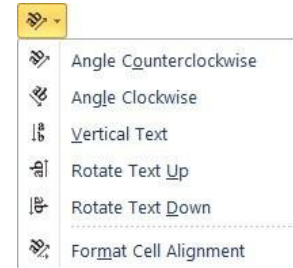 Angle Counterclockwise
Angle Clockwise
Vertical Text
Rotate Text Up
Rotate Text Down
Format Cell Alignment